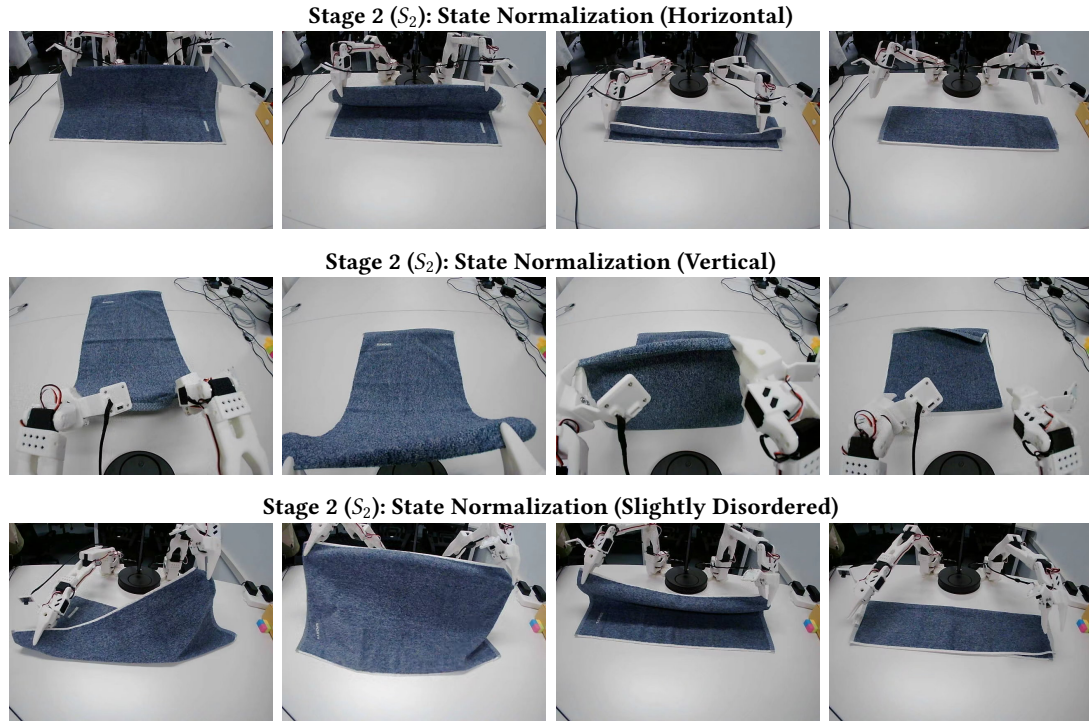 Stage 2 (S₂): State Normalization (Horizontal)
Stage 2 (S₂): State Normalization (Vertical)
Stage 2 (S₂): State Normalization (Slightly Disordered)